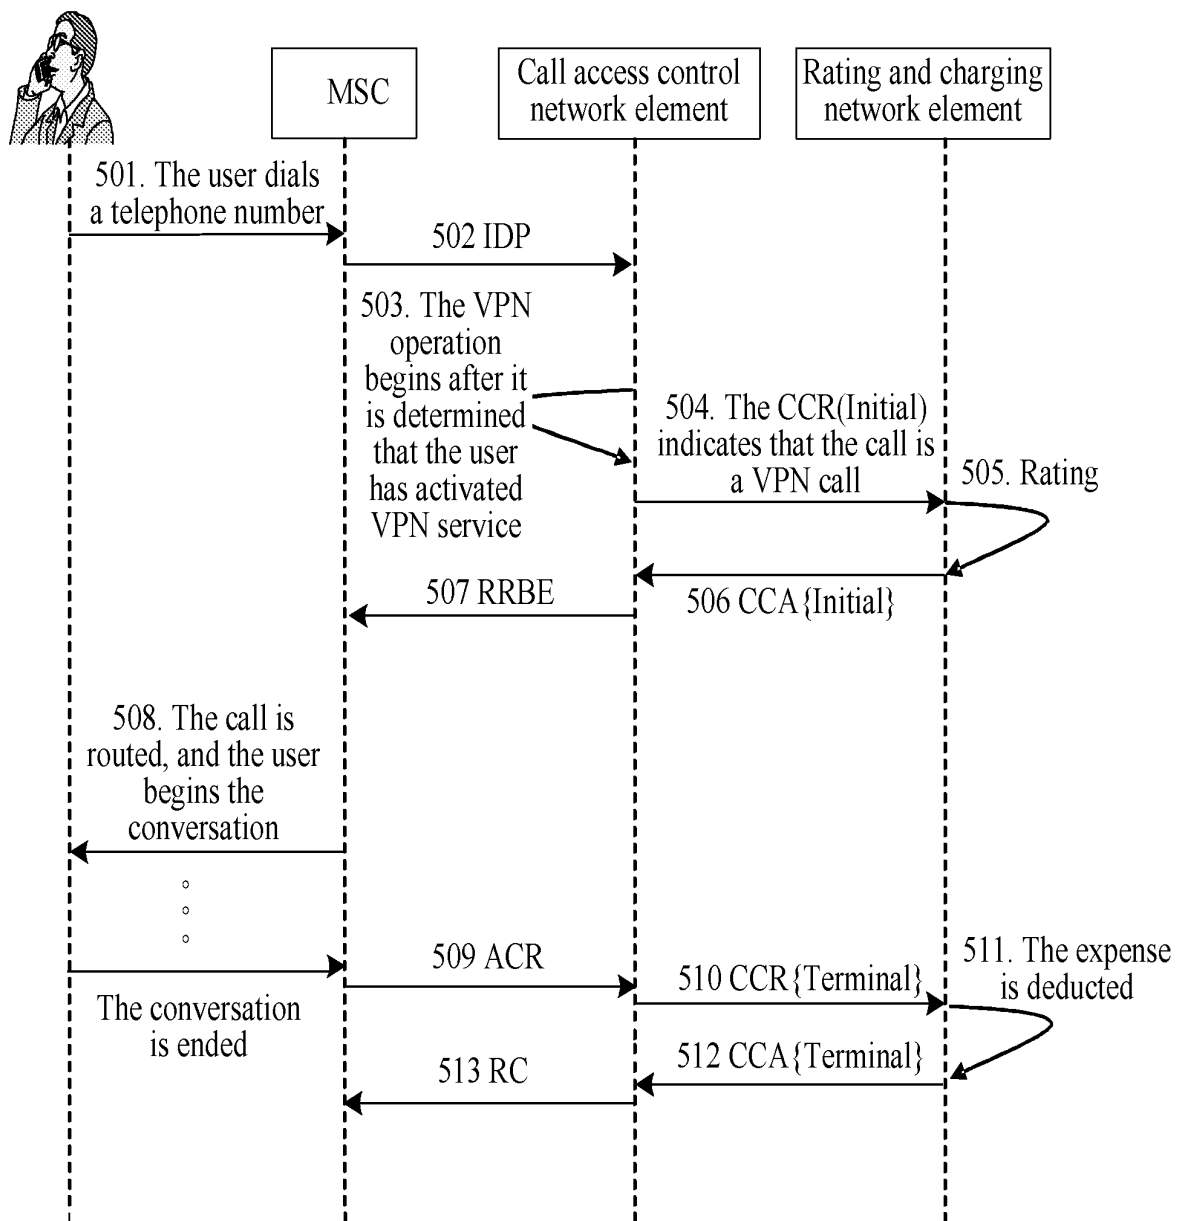 MSC
Call access control
network element
Rating and charging
network element
501. The user dials
a telephone number
502 IDP
503. The VPN
operation
begins after it
is determined
that the user
has activated
VPN service
504. The CCR(Initial)
indicates that the call is
a VPN call
505. Rating
506 CCA{Initial}
507 RRBE
508. The call is
routed, and the user
begins the
conversation
509 ACR
The conversation
is ended
510 CCR{Terminal}
511. The expense
is deducted
512 CCA{Terminal}
513 RC